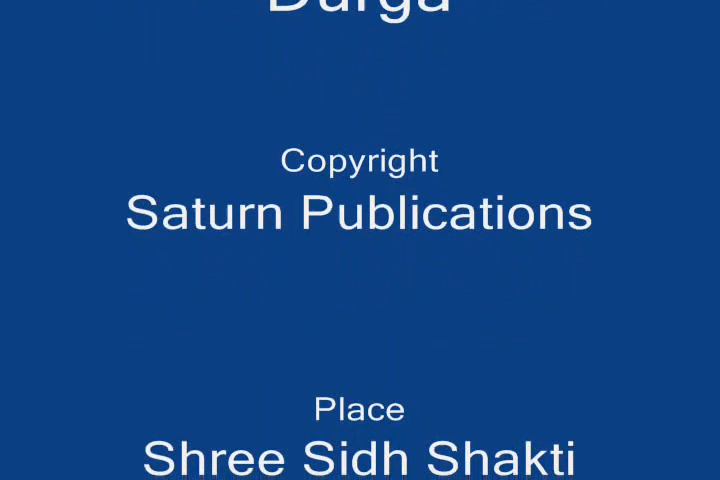 Durga
Copyright
Saturn Publications
Place
Shree Sidh Shakti